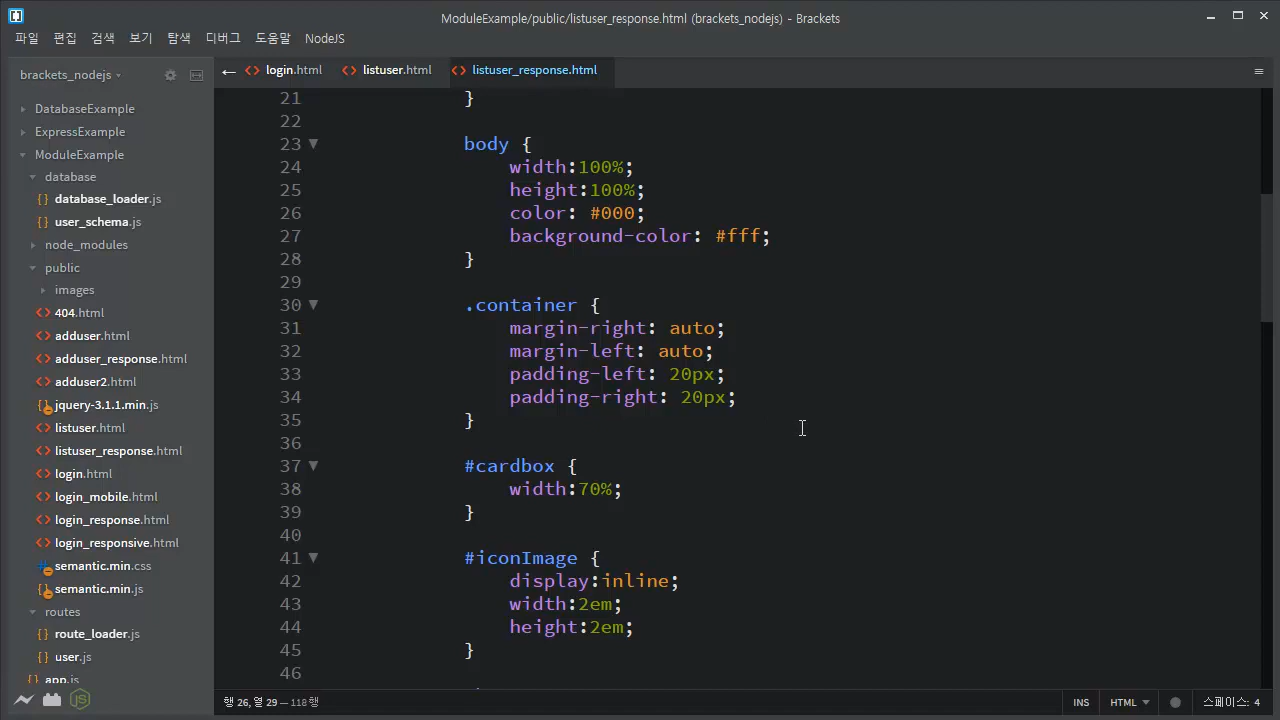 ModuleExample/public/listuser_response.html (brackets_nodejs) - Brackets
파일 편집 검색 보기 탐색 디버그 도움말 NodeJS
brackets_nodejs
login.html listuser.html listuser_response.html
DatabaseExample
ExpressExample
ModuleExample
database
database_loader.js
user_schema.js
node_modules
public
images
404.html
adduser.html
adduser_response.html
adduser2.html
jquery-3.1.1.min.js
listuser.html
listuser_response.html
login.html
login_mobile.html
login_response.html
login_responsive.html
semantic.min.css
semantic.min.js
routes
route_loader.js
user.js
app.js
21 }
22
23 body {
24 width:100%;
25 height:100%;
26 color: #000;
27 background-color: #fff;
28 }
29
30 .container {
31 margin-right: auto;
32 margin-left: auto;
33 padding-left: 20px;
34 padding-right: 20px;
35 }
36
37 #cardbox {
38 width:70%;
39 }
40
41 #iconImage {
42 display:inline;
43 width:2em;
44 height:2em;
45 }
46
행 26, 열 29 — 118행 INS HTML 스페이스: 4